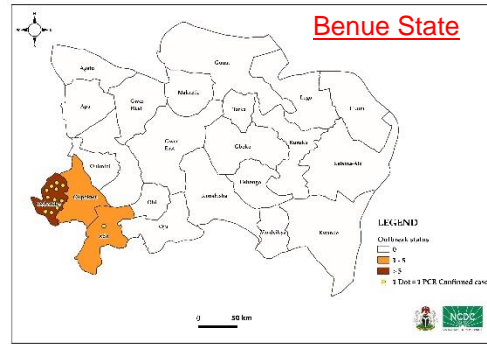 Benue State
N
Agatu
Guma
Apa
Makurdi
Logo
Ukum
Gwer
West
Tarka
Gwer
East
Gboko
Buruku
Katsina-Ala
Otukpo
Ushongo
Ohimini
Obi
Konshisha
Ado
Oju
Vandeikya
Kwande
LEGEND
Outbreak status
0
1 - 5
>5
1 Dot = 1 PCR Confirmed case
0
50 km
NCDC